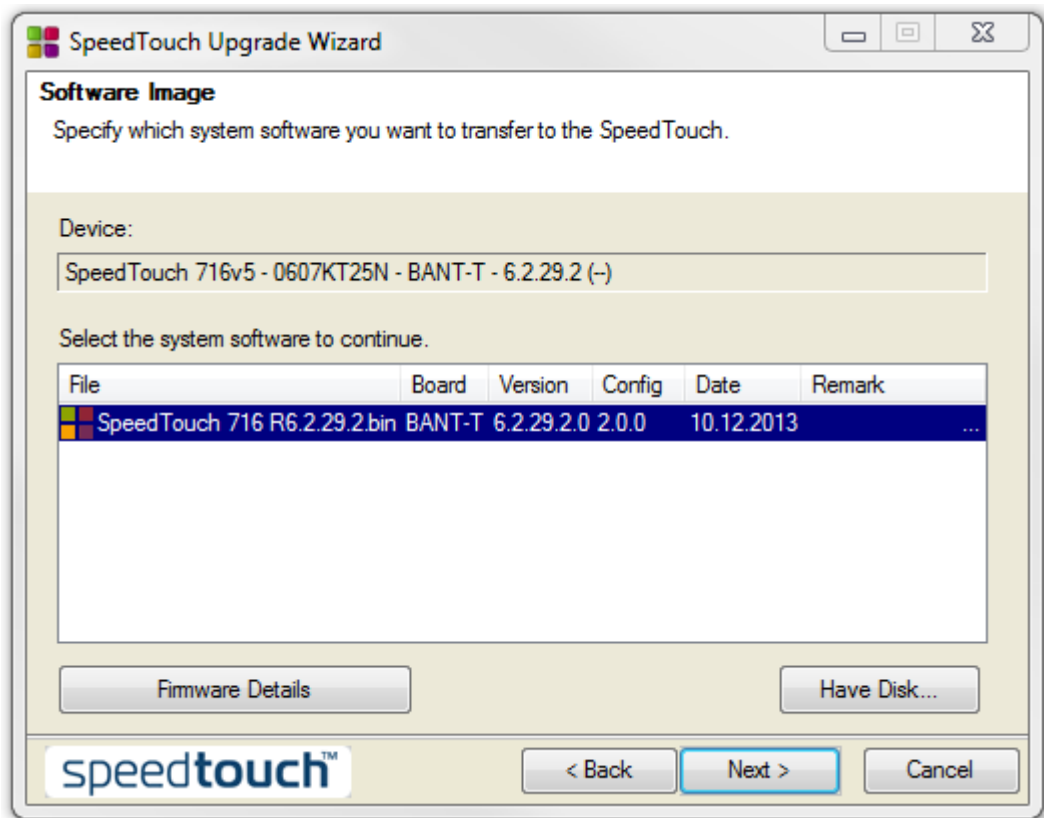 SpeedTouch Upgrade Wizard
Software Image
Specify which system software you want to transfer to the SpeedTouch.
Device:
SpeedTouch 716v5 - 0607KT25N - BANT-T - 6.2.29.2 (--)
Select the system software to continue.
File Board Version Config Date Remark
SpeedTouch 716 R6.2.29.2.bin BANT-T 6.2.29.2.0 2.0.0 10.12.2013 ...
Firmware Details Have Disk...
speedtouch™ < Back Next > Cancel